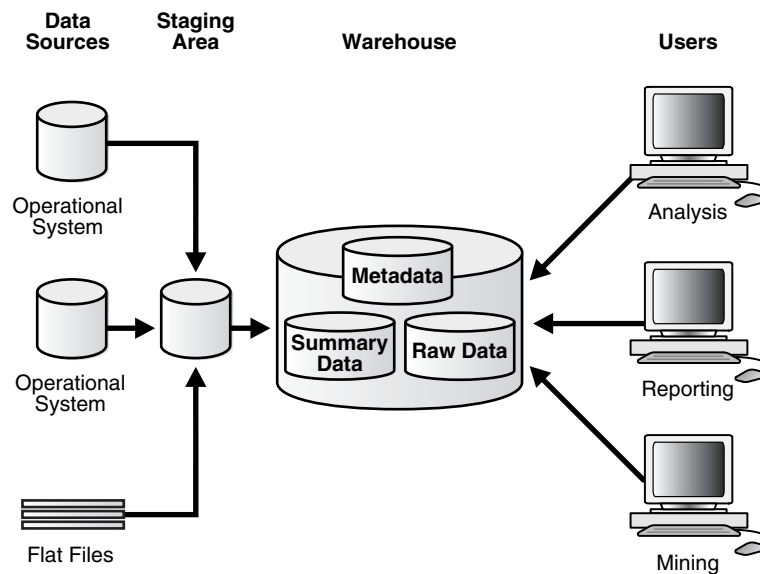 Data
Sources
Staging
Area
Warehouse
Users
Operational
System
Analysis
Metadata
Summary
Data
Raw Data
Operational
System
Reporting
Flat Files
Mining